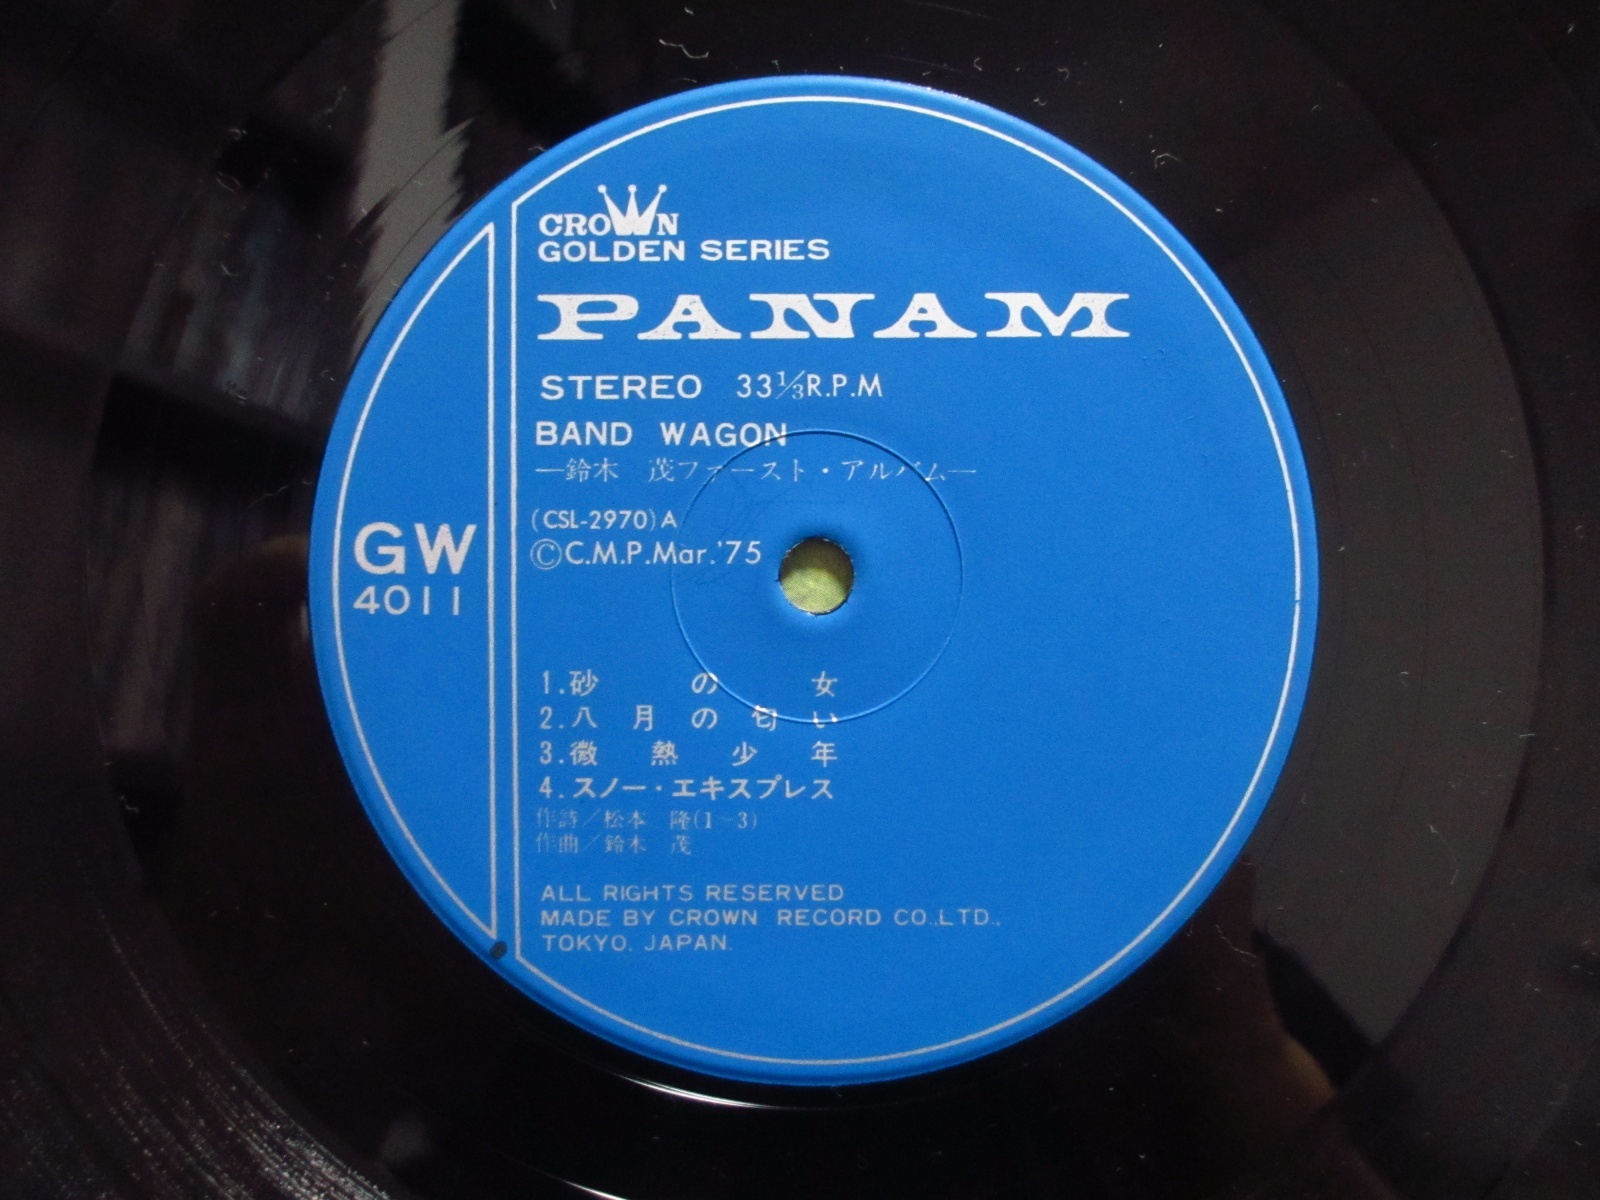 CROWN
GOLDEN SERIES
PANAM
STEREO 33⅓R.P.M
BAND WAGON
—鈴木 茂ファースト・アルバム—
(CSL-2970)A
©C.M.P.Mar.'75
GW
4011
1.砂の女
2.八月の匂い
3.微熱少年
4.スノー・エキスプレス
作詩/松本 隆(1~3)
作曲/鈴木 茂
ALL RIGHTS RESERVED
MADE BY CROWN RECORD CO.,LTD.,
TOKYO, JAPAN.